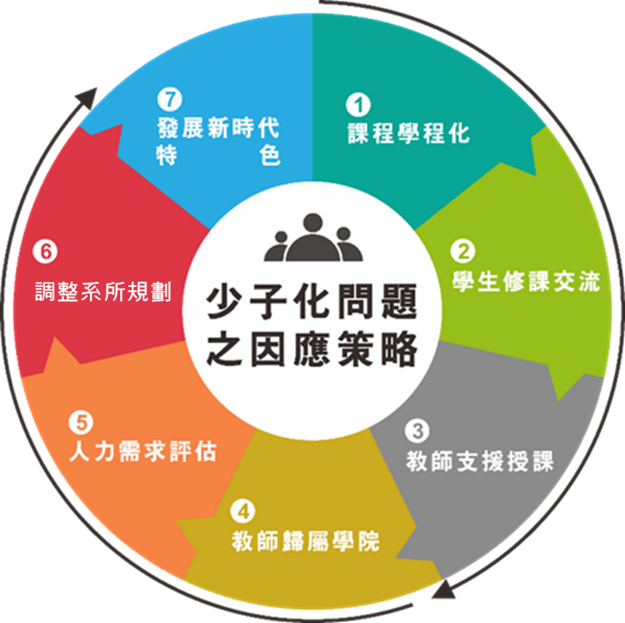 少子化問題
之因應策略
1
課程學程化
2
學生修課交流
3
教師支援授課
4
教師歸屬學院
5
人力需求評估
6
調整系所規劃
7
發展新時代
特色